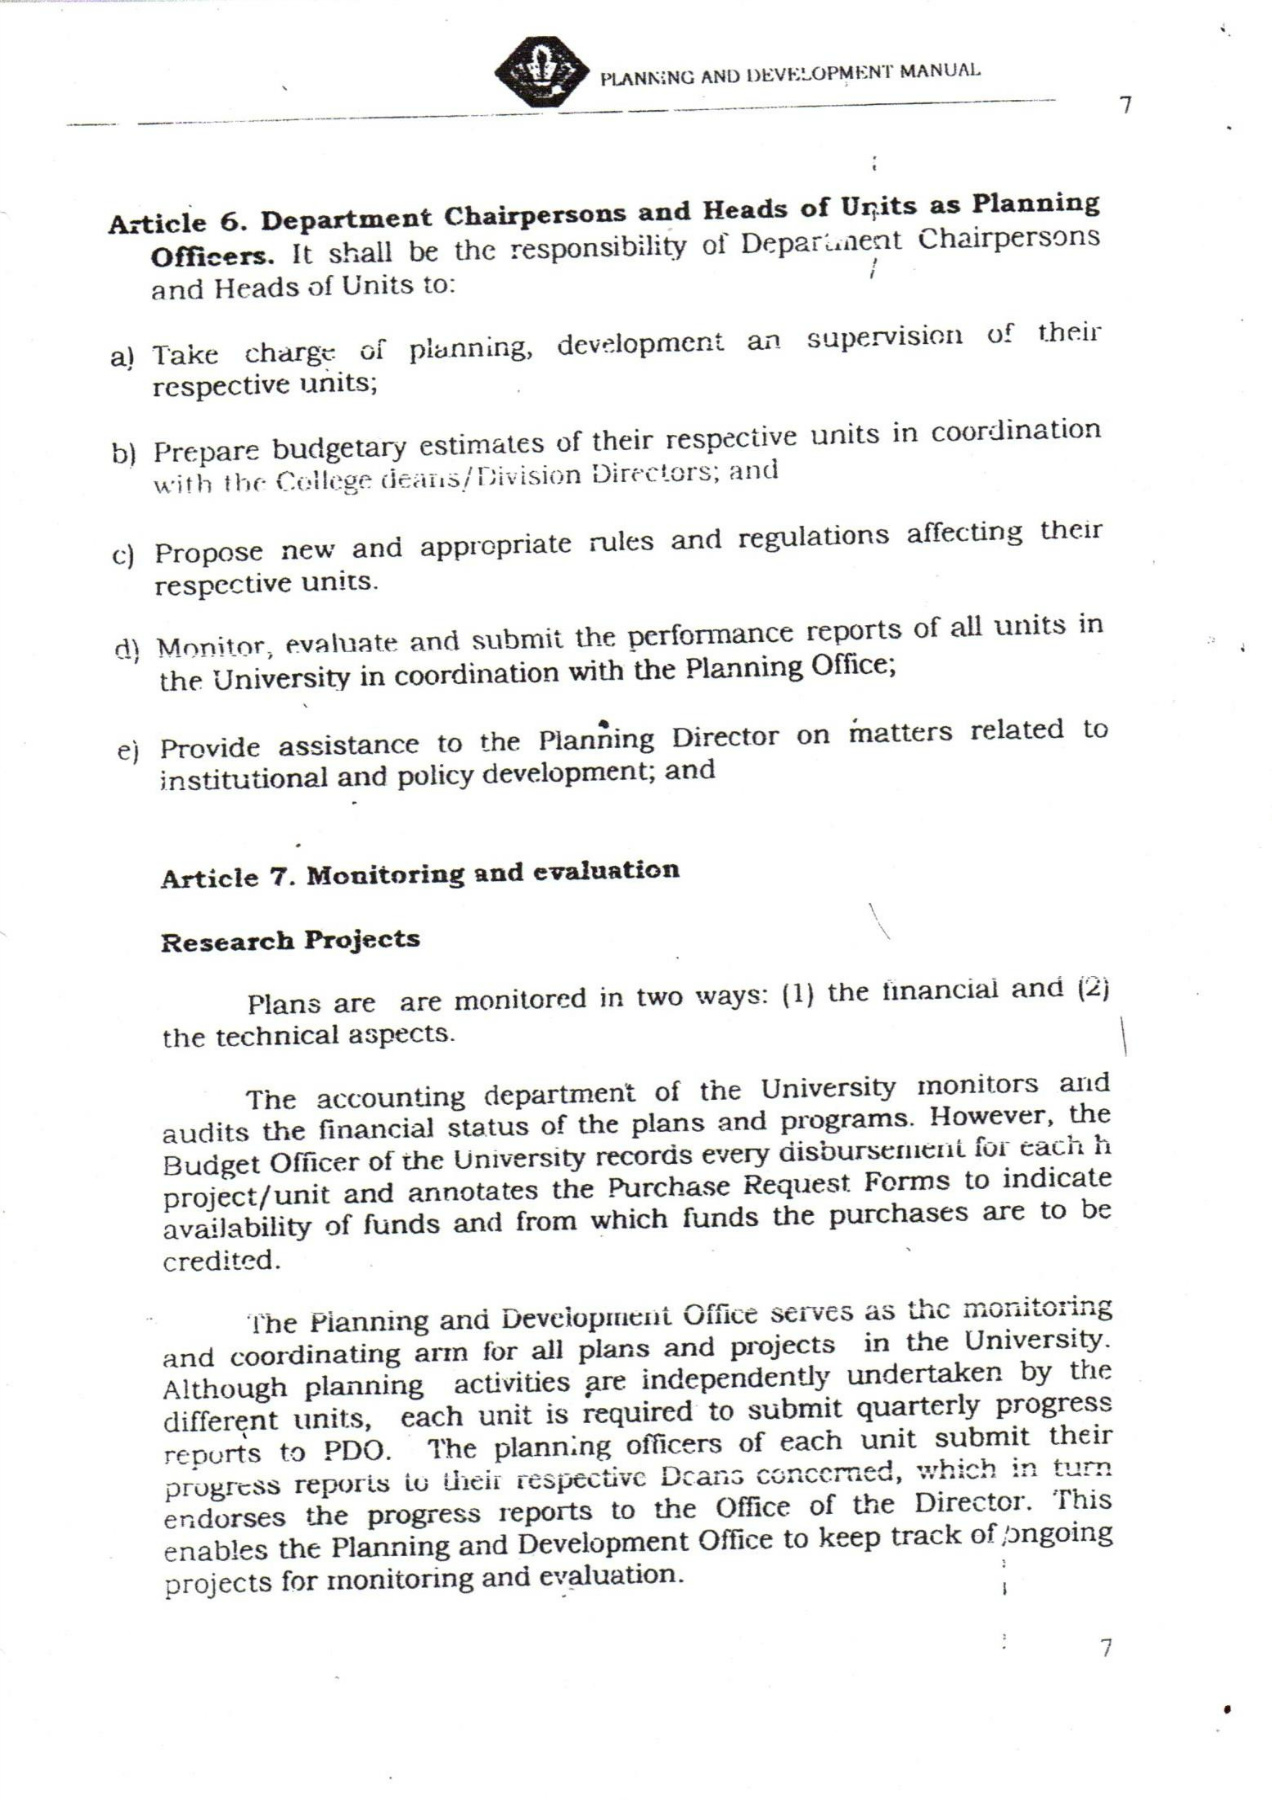 PLANNING AND DEVELOPMENT MANUAL
7
Article 6. Department Chairpersons and Heads of Units as Planning
Officers. It shall be the responsibility of Department Chairpersons
and Heads of Units to:
a) Take charge of planning, development an supervision of their
respective units;
b) Prepare budgetary estimates of their respective units in coordination
with the College deans/Division Directors; and
c) Propose new and appropriate rules and regulations affecting their
respective units.
d) Monitor, evaluate and submit the performance reports of all units in
the University in coordination with the Planning Office;
e) Provide assistance to the Planning Director on matters related to
institutional and policy development; and
Article 7. Monitoring and evaluation
Research Projects
Plans are are monitored in two ways: (1) the financial and (2)
the technical aspects.
The accounting department of the University monitors and
audits the financial status of the plans and programs. However, the
Budget Officer of the University records every disbursement for each h
project/unit and annotates the Purchase Request Forms to indicate
availability of funds and from which funds the purchases are to be
credited.
The Planning and Development Office serves as the monitoring
and coordinating arm for all plans and projects in the University.
Although planning activities are independently undertaken by the
different units, each unit is required to submit quarterly progress
reports to PDO. The planning officers of each unit submit their
progress reports to their respective Deans concerned, which in turn
endorses the progress reports to the Office of the Director. This
enables the Planning and Development Office to keep track of ongoing
projects for monitoring and evaluation.
7